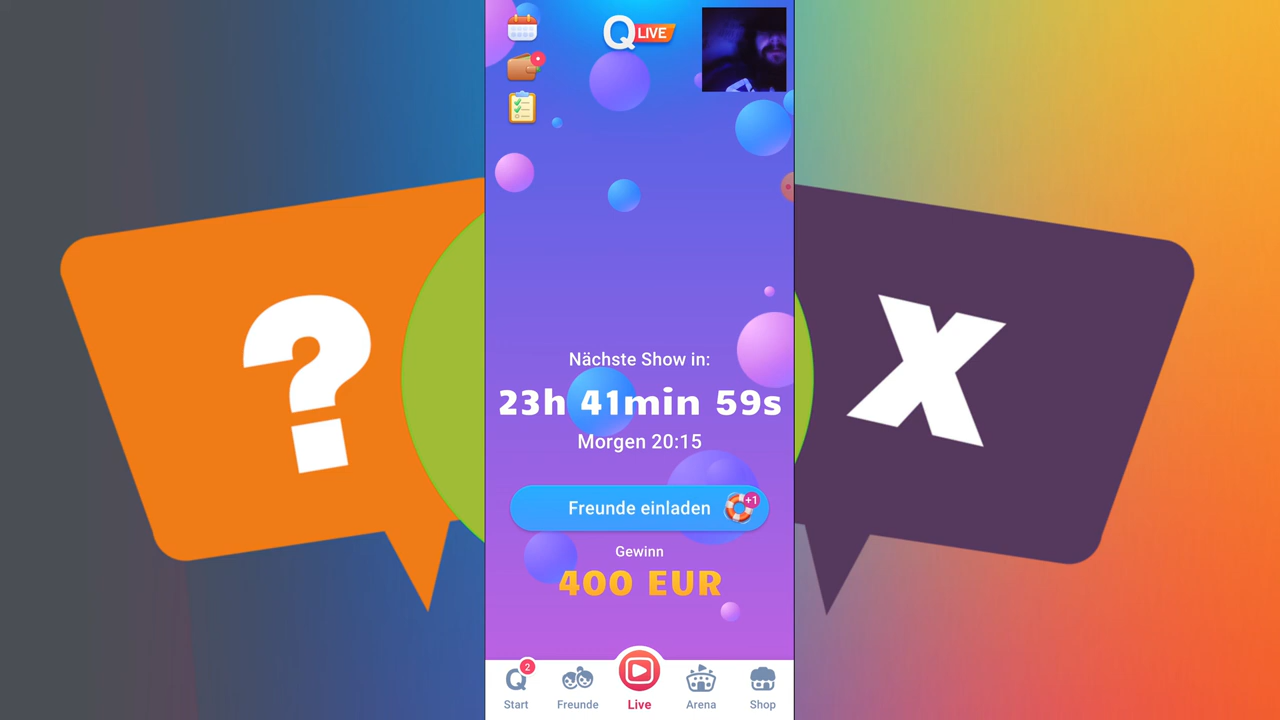 Q LIVE
Nächste Show in:
23h 41min 59s
Morgen 20:15
Freunde einladen
+1
Gewinn
400 EUR
? X
2
Q
Start
Freunde
Live
Arena
Shop